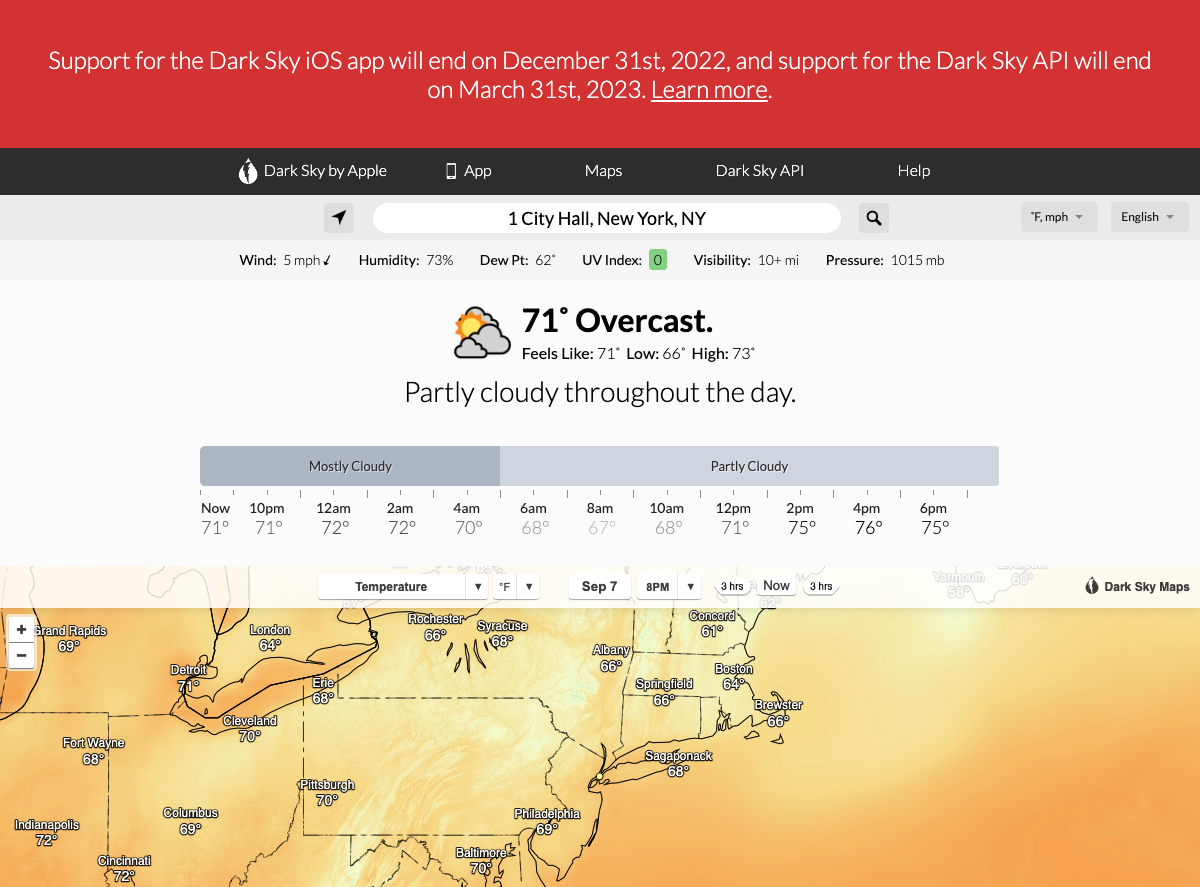 Support for the Dark Sky iOS app will end on December 31st, 2022, and support for the Dark Sky API will end
on March 31st, 2023. Learn more.
Dark Sky by Apple App Maps Dark Sky API Help
1 City Hall, New York, NY ˚F, mph English
Wind: 5 mph Humidity: 73% Dew Pt: 62˚ UV Index: 0 Visibility: 10+ mi Pressure: 1015 mb
71˚ Overcast.
Feels Like: 71˚ Low: 66˚ High: 73˚
Partly cloudy throughout the day.
Mostly Cloudy Partly Cloudy
Now 10pm 12am 2am 4am 6am 8am 10am 12pm 2pm 4pm 6pm
71° 71° 72° 72° 70° 68° 67° 68° 71° 75° 76° 75°
Temperature °F Sep 7 8PM 3 hrs Now 3 hrs Dark Sky Maps
Yarmouth
58°
Liverpool
60°
67°
62°
+
−
Grand Rapids
69°
London
64°
Rochester
66°
Syracuse
68°
Concord
61°
Albany
66°
Boston
64°
Detroit
71°
Erie
68°
Springfield
66°
Brewster
66°
Cleveland
70°
Fort Wayne
68°
Sagaponack
68°
Pittsburgh
70°
Columbus
69°
Philadelphia
69°
Indianapolis
72°
Cincinnati
72°
Baltimore
70°